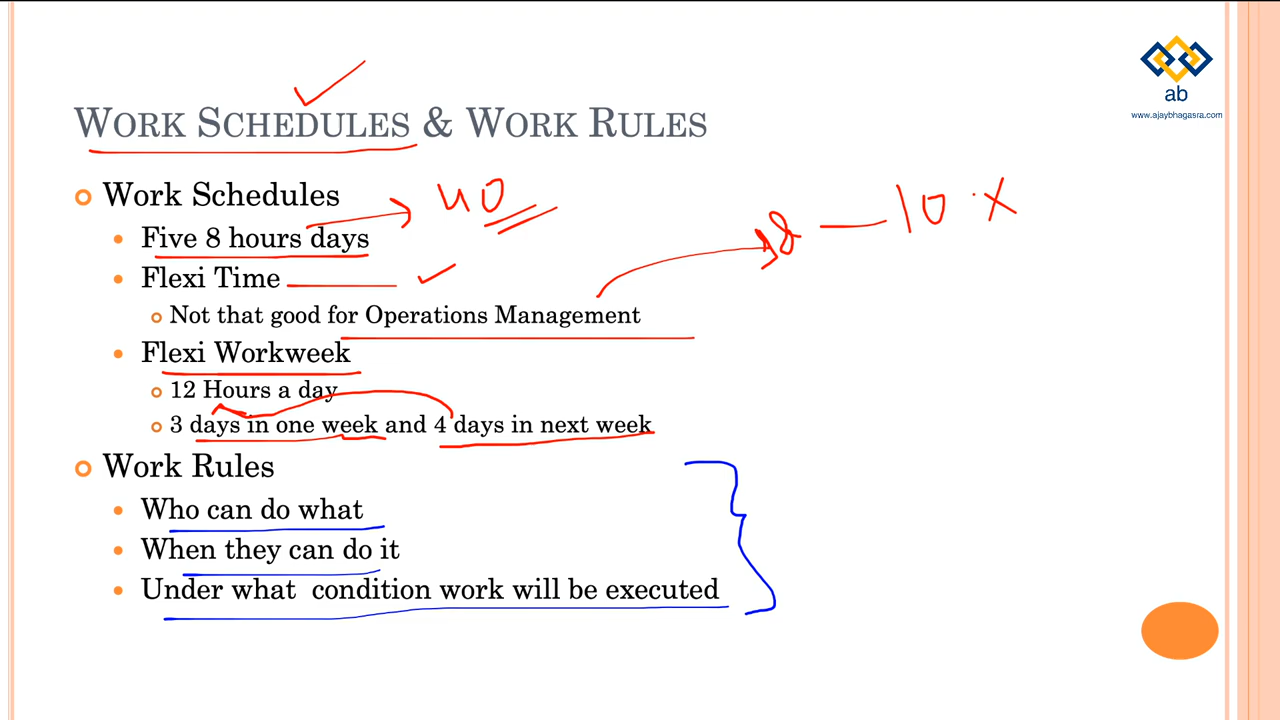 ab
www.ajaybhagasra.com
WORK SCHEDULES & WORK RULES
Work Schedules
40
Five 8 hours days
8 — 10 X
Flexi Time
Not that good for Operations Management
Flexi Workweek
12 Hours a day
3 days in one week and 4 days in next week
Work Rules
Who can do what
When they can do it
Under what condition work will be executed